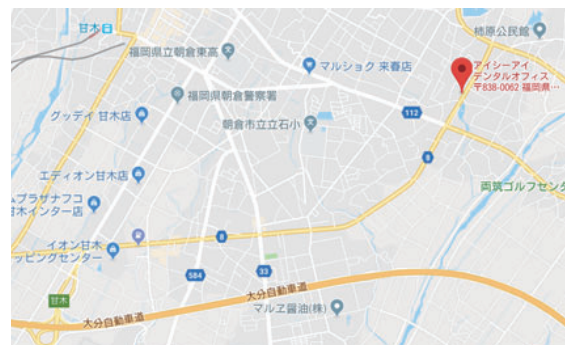 甘木
柿原公民館
福岡県立朝倉東高
マルショク 来春店
アイシーアイ
デンタルオフィス
〒838-0062 福岡県…
福岡県朝倉警察署
グッデイ 甘木店
112
朝倉市立立石小
8
エディオン甘木店
両筑ゴルフセンタ
ムプラザナフコ
甘木インター店
イオン甘木
ッピングセンター
8
584
33
甘木
大分自動車道
大分自動車道
マルヱ醤油(株)